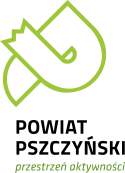 POWIAT
PSZCZYŃSKI
przestrzeń aktywności